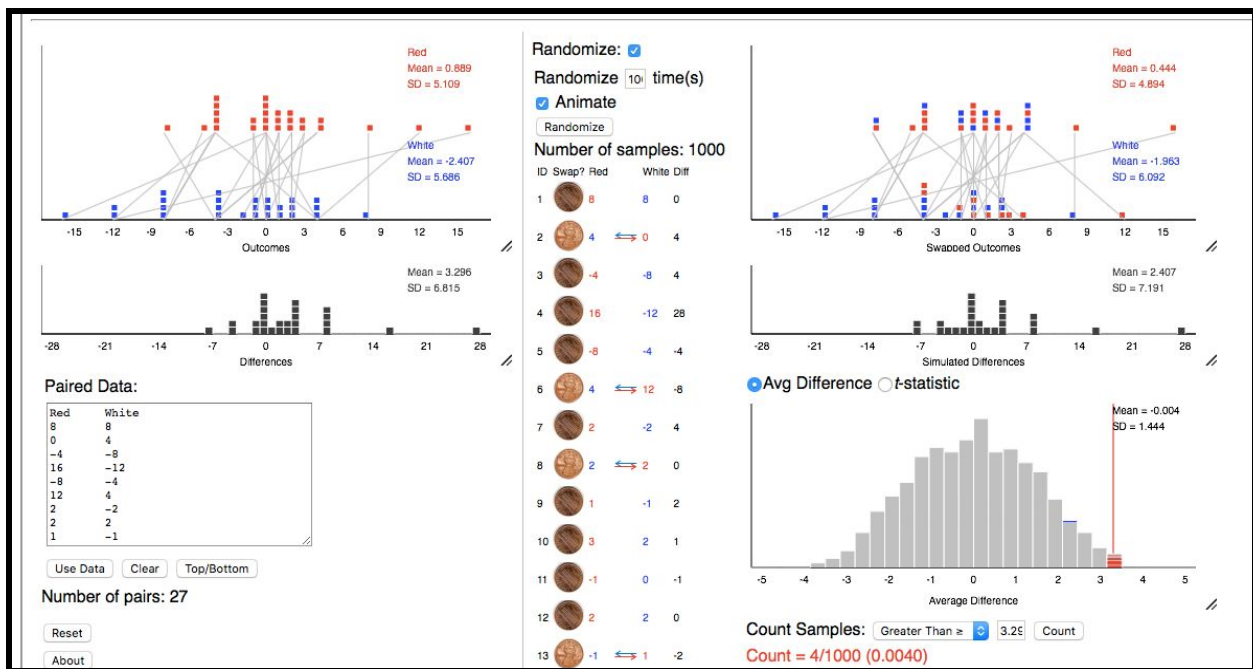 Red
Mean = 0.889
SD = 5.109
White
Mean = -2.407
SD = 5.686
-15 -12 -9 -6 -3 0 3 6 9 12 15
Outcomes
Mean = 3.296
SD = 6.815
-28 -21 -14 -7 0 7 14 21 28
Differences
Paired Data:
Red White
8 8
0 4
-4 -8
16 -12
-8 -4
12 4
2 -2
2 2
1 -1
Use Data Clear Top/Bottom
Number of pairs: 27
Reset
About
Randomize:
Randomize 10 time(s)
Animate
Randomize
Number of samples: 1000
ID Swap? Red White Diff
1 8 8 0
2 4 0 4
3 -4 -8 4
4 16 -12 28
5 -8 -4 -4
6 4 12 -8
7 2 -2 4
8 2 2 0
9 1 -1 2
10 3 2 1
11 -1 0 -1
12 2 2 0
13 -1 1 -2
Red
Mean = 0.444
SD = 4.894
White
Mean = -1.963
SD = 6.092
-15 -12 -9 -6 -3 0 3 6 9 12 15
Swapped Outcomes
Mean = 2.407
SD = 7.191
-28 -21 -14 -7 0 7 14 21 28
Simulated Differences
Avg Difference t-statistic
Mean = -0.004
SD = 1.444
-5 -4 -3 -2 -1 0 1 2 3 4 5
Average Difference
Count Samples: Greater Than ≥ 3.29 Count
Count = 4/1000 (0.0040)